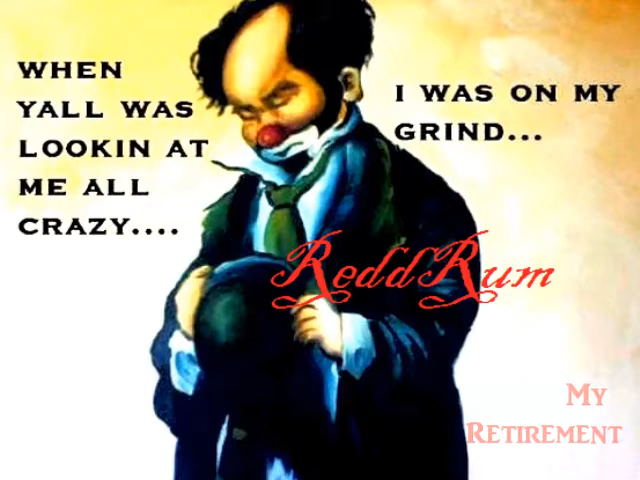 WHEN
YALL WAS
LOOKIN AT
ME ALL
CRAZY....
I WAS ON MY
GRIND...
ReddRum
MY
RETIREMENT